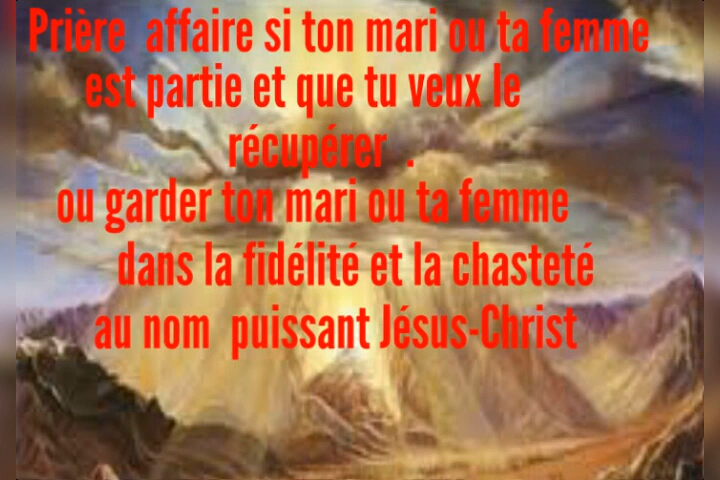 Prière affaire si ton mari ou ta femme
est partie et que tu veux le
récupérer .
ou garder ton mari ou ta femme
dans la fidélité et la chasteté
au nom puissant Jésus-Christ